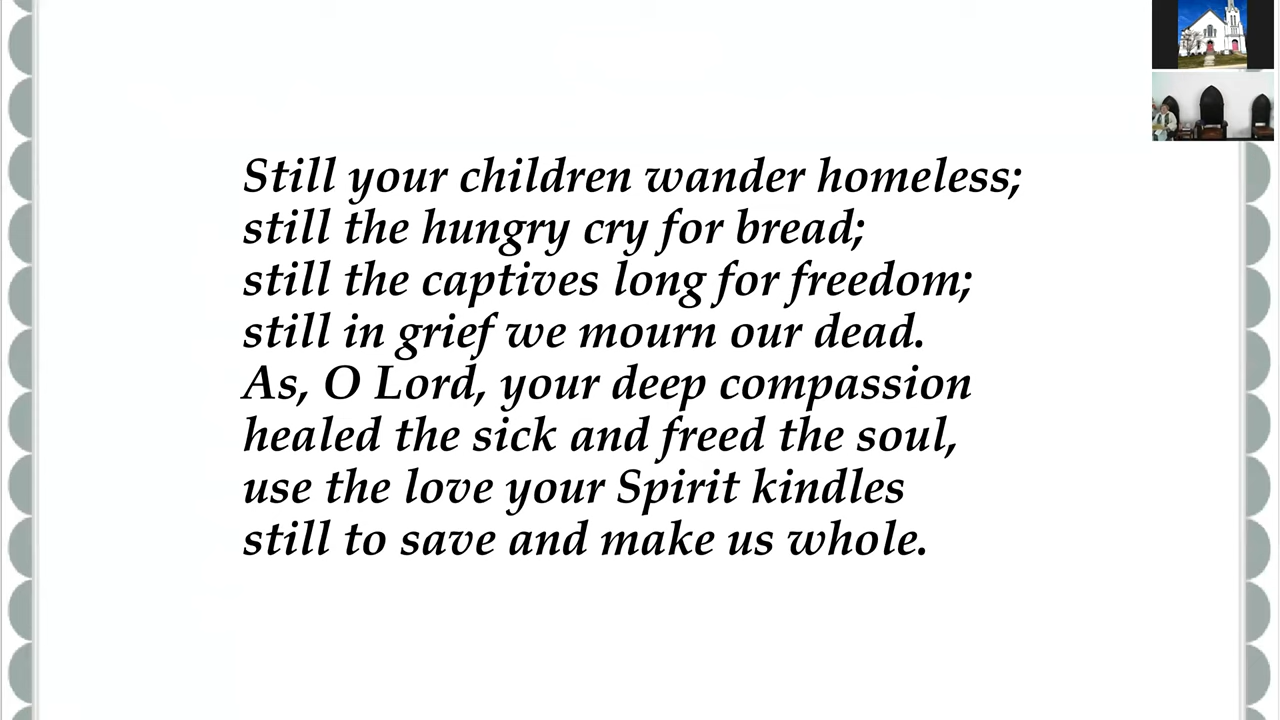 Still your children wander homeless;
still the hungry cry for bread;
still the captives long for freedom;
still in grief we mourn our dead.
As, O Lord, your deep compassion
healed the sick and freed the soul,
use the love your Spirit kindles
still to save and make us whole.